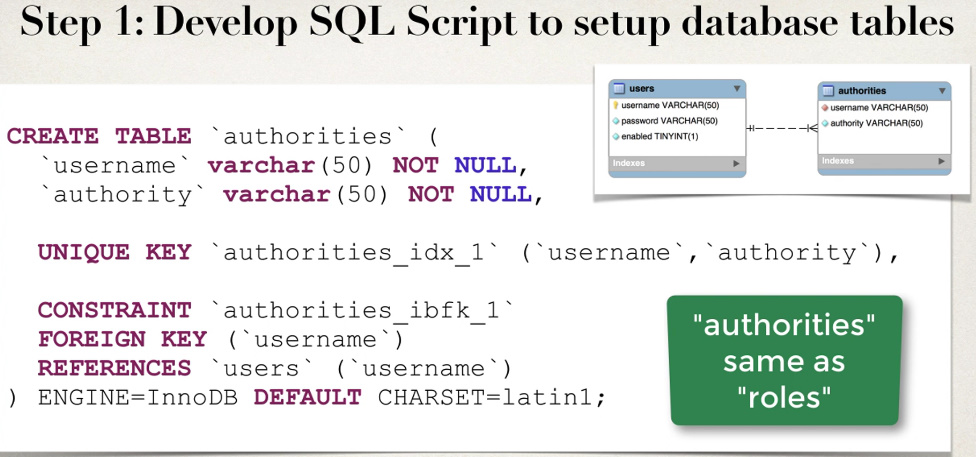 Step 1: Develop SQL Script to setup database tables
users
username VARCHAR(50)
password VARCHAR(50)
enabled TINYINT(1)
Indexes
authorities
username VARCHAR(50)
authority VARCHAR(50)
Indexes
CREATE TABLE `authorities` (
`username` varchar(50) NOT NULL,
`authority` varchar(50) NOT NULL,
UNIQUE KEY `authorities_idx_1` (`username`,`authority`),
CONSTRAINT `authorities_ibfk_1`
FOREIGN KEY (`username`)
REFERENCES `users` (`username`)
) ENGINE=InnoDB DEFAULT CHARSET=latin1;
"authorities"
same as
"roles"